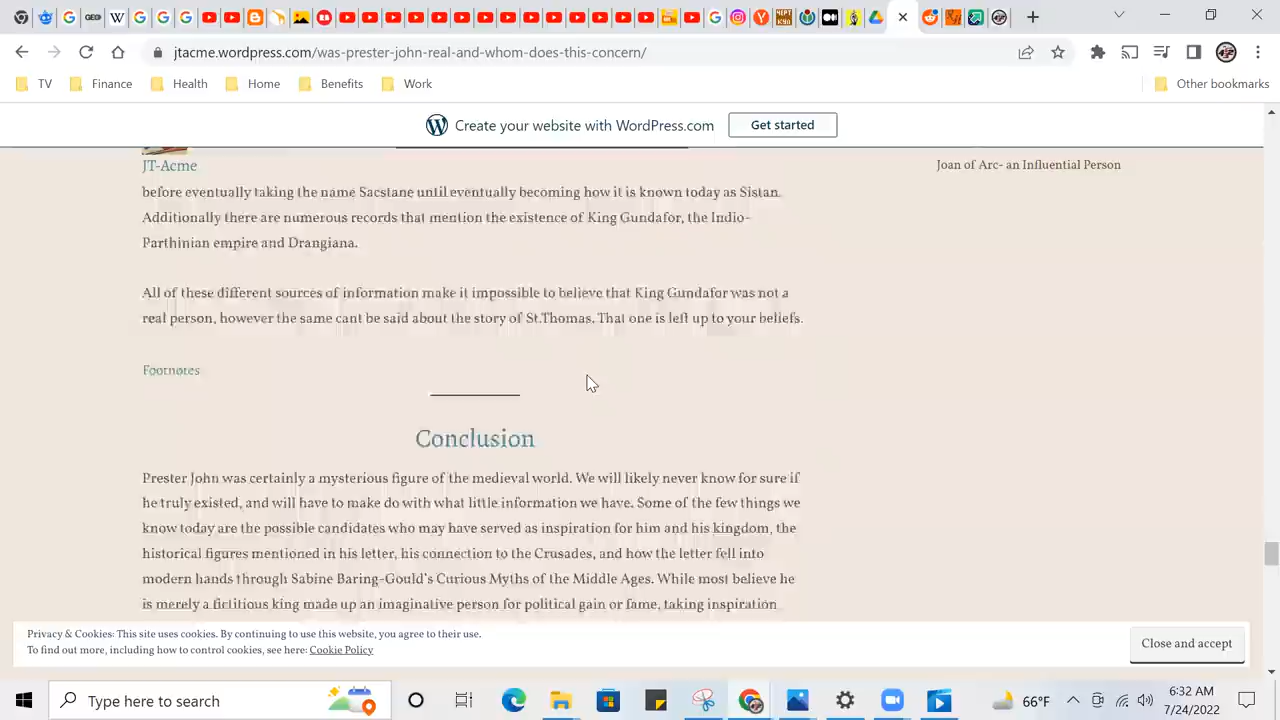 jtacme.wordpress.com/was-prester-john-real-and-whom-does-this-concern/
TV Finance Health Home Benefits Work Other bookmarks
Create your website with WordPress.com Get started
JT-Acme
Joan of Arc- an Influential Person
before eventually taking the name Sacstane until eventually becoming how it is known today as Sistan.
Additionally there are numerous records that mention the existence of King Gundafor, the Indio-
Parthinian empire and Drangiana.
All of these different sources of information make it impossible to believe that King Gundafor was not a
real person, however the same cant be said about the story of St.Thomas. That one is left up to your beliefs.
Footnotes
Conclusion
Prester John was certainly a mysterious figure of the medieval world. We will likely never know for sure if
he truly existed, and will have to make do with what little information we have. Some of the few things we
know today are the possible candidates who may have served as inspiration for him and his kingdom, the
historical figures mentioned in his letter, his connection to the Crusades, and how the letter fell into
modern hands through Sabine Baring-Gould's Curious Myths of the Middle Ages. While most believe he
is merely a fictitious king made up an imaginative person for political gain or fame, taking inspiration
Privacy & Cookies: This site uses cookies. By continuing to use this website, you agree to their use.
To find out more, including how to control cookies, see here: Cookie Policy
Close and accept
Type here to search
66°F
6:32 AM
7/24/2022